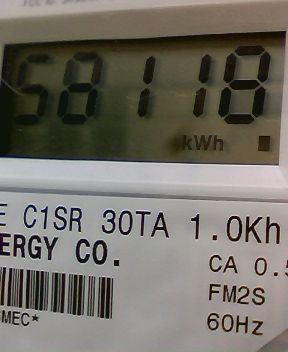 58118
kWh
E C1SR 30TA 1.0Kh
ERGY CO.
CA 0.5
FM2S
MEC*
60Hz